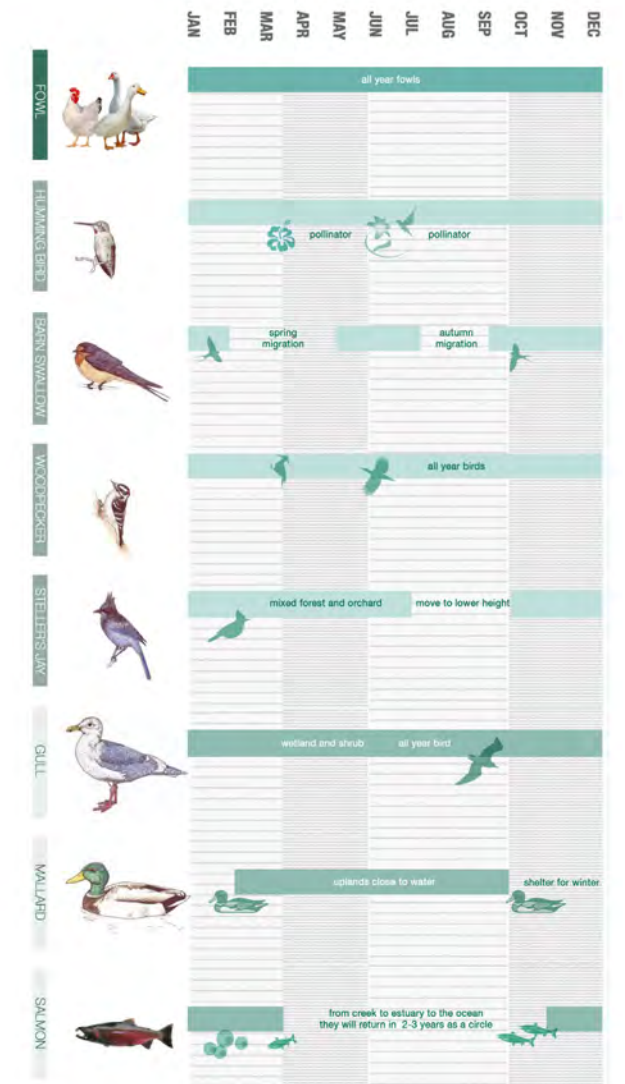 JAN FEB MAR APR MAY JUN JUL AUG SEP OCT NOV DEC
FOWL
all year fowls
HUMMING BIRD
pollinator
pollinator
BARN SWALLOW
spring
migration
autumn
migration
WOODPECKER
all year birds
STELLER'S JAY
mixed forest and orchard
move to lower height
GULL
wetland and shrub
all year bird
MALLARD
uplands close to water
shelter for winter
SALMON
from creek to estuary to the ocean
they will return in 2-3 years as a circle